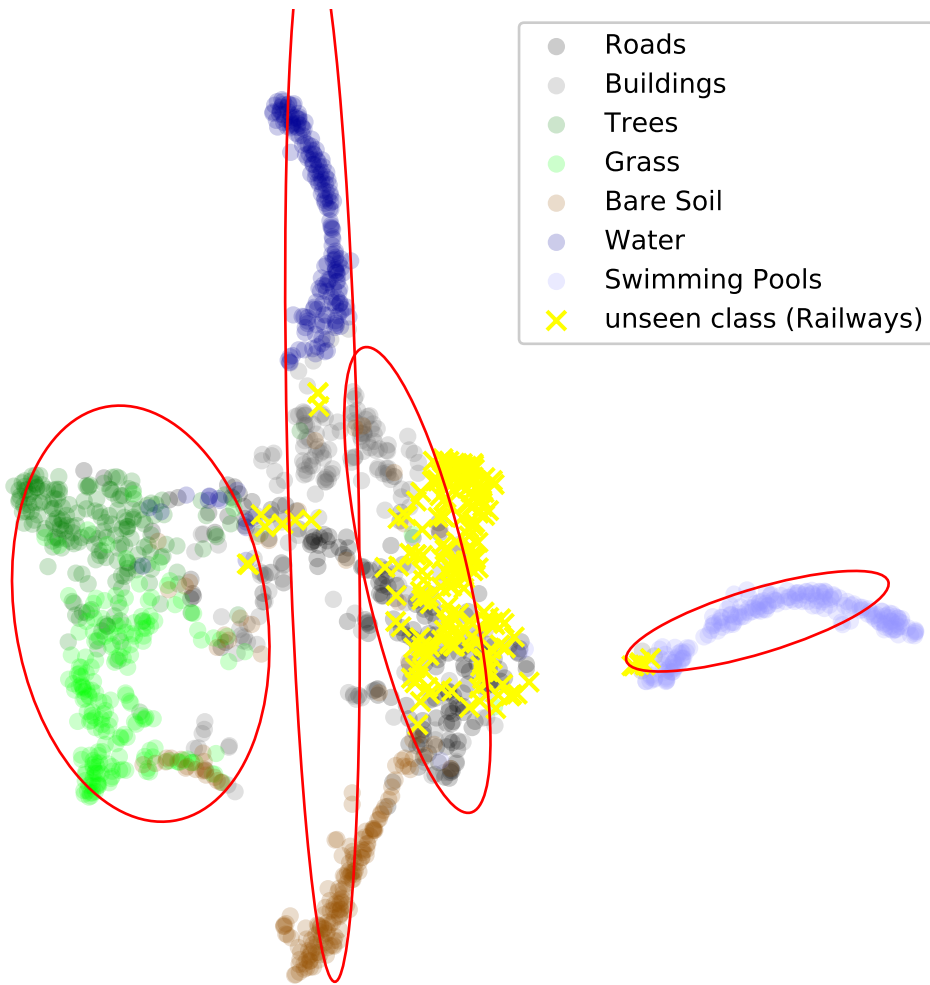 Roads
Buildings
Trees
Grass
Bare Soil
Water
Swimming Pools
unseen class (Railways)